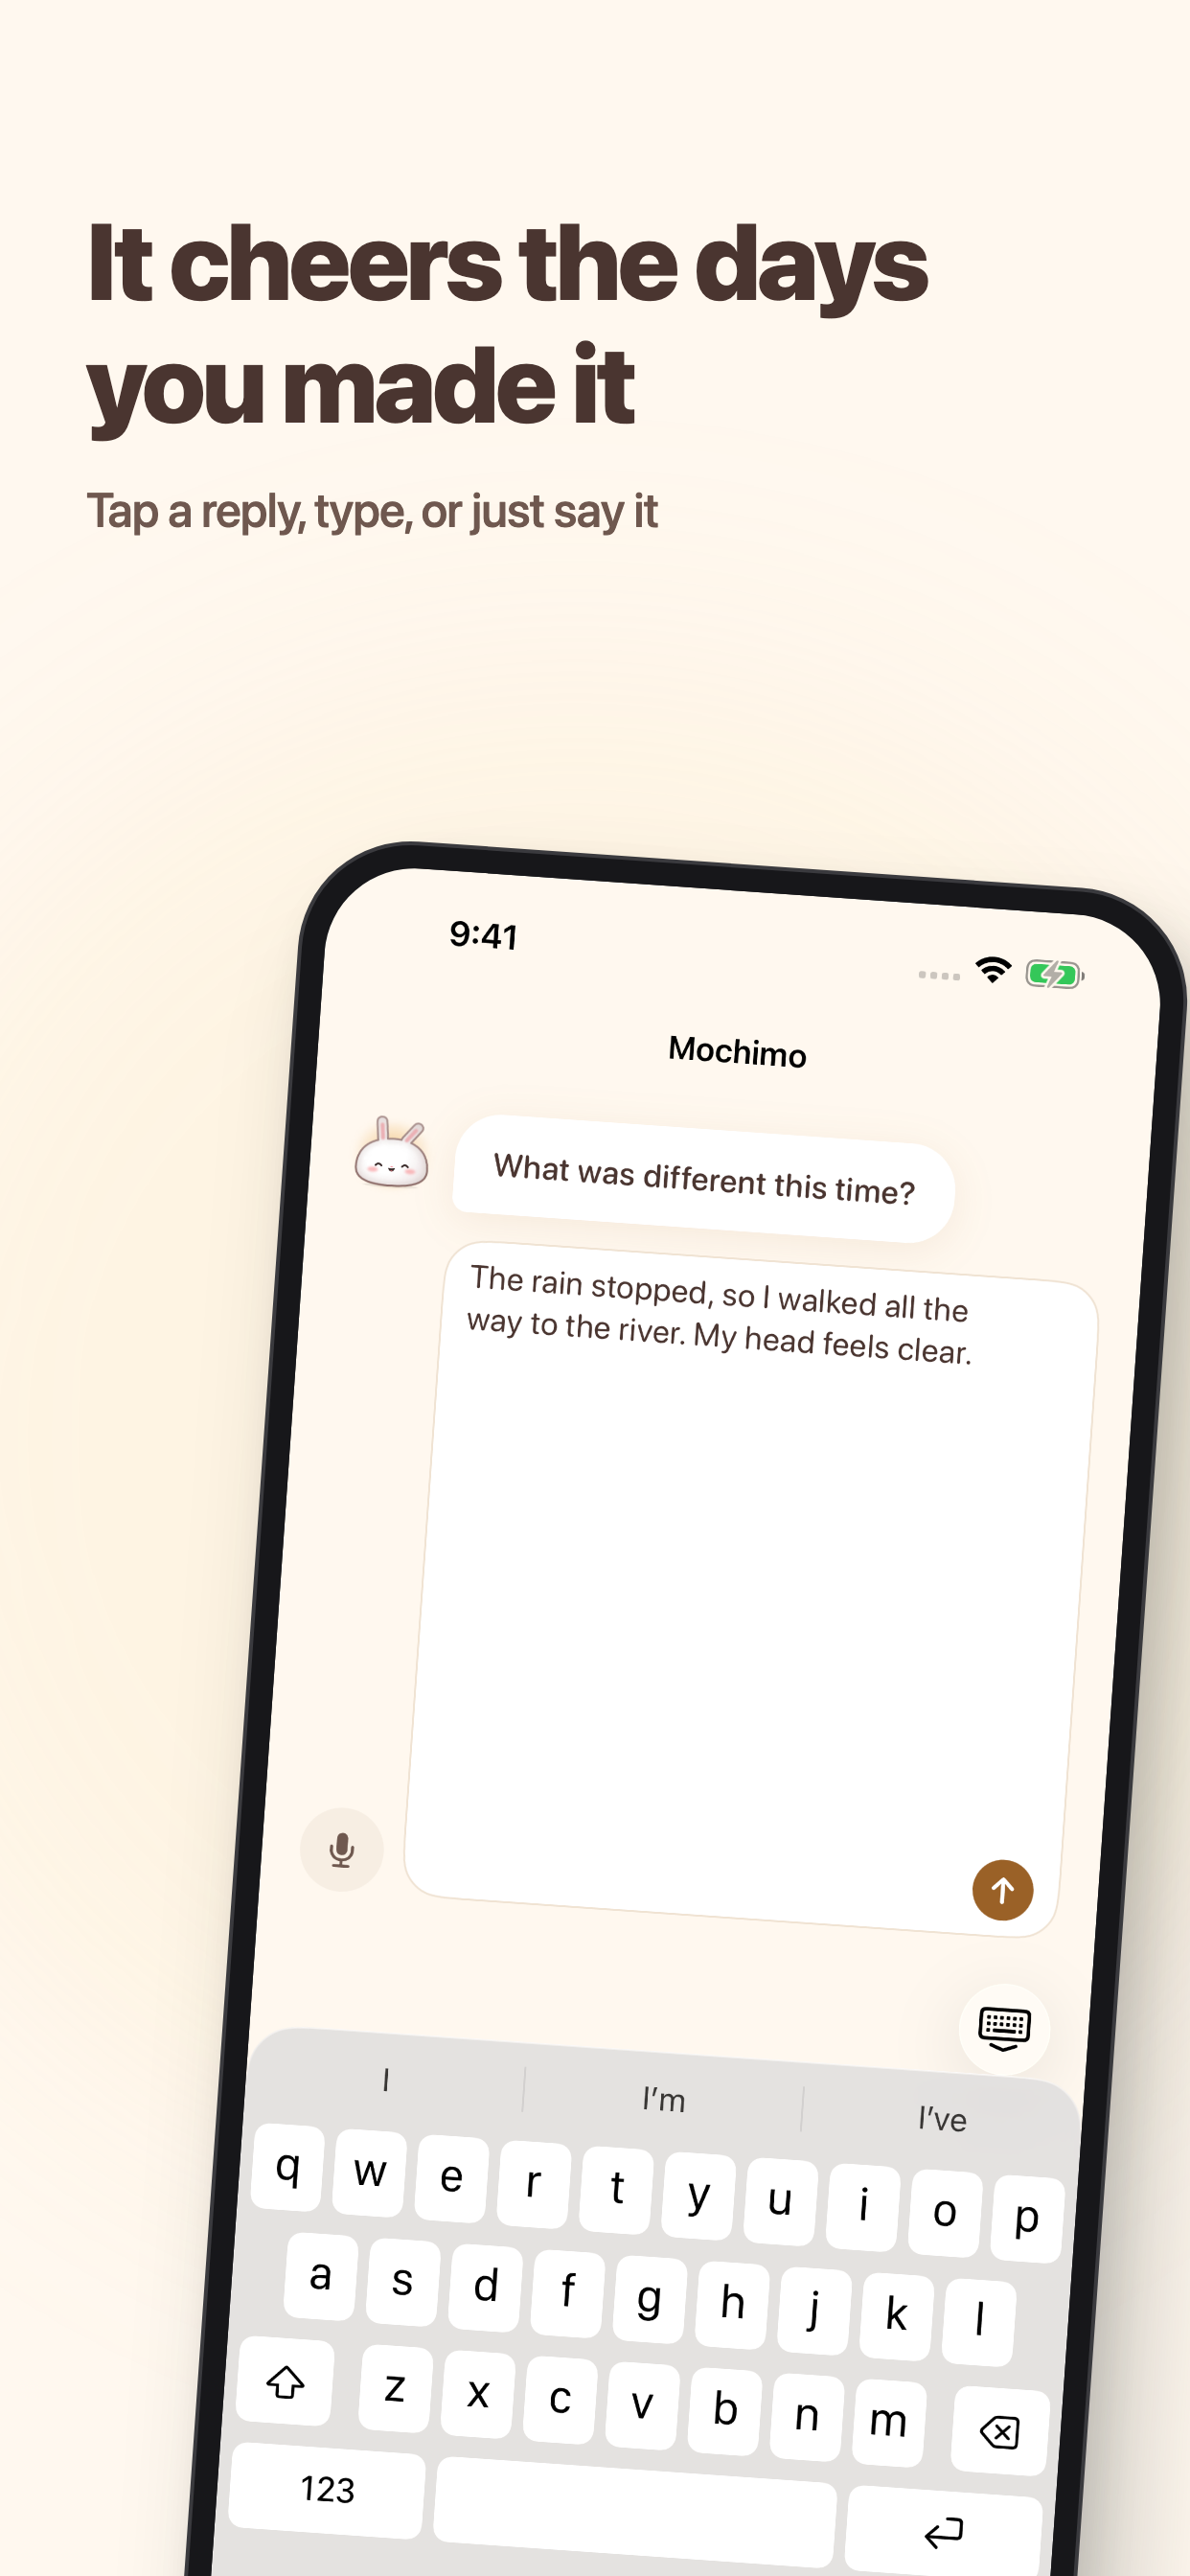 It cheers the days
you made it
Tap a reply, type, or just say it
9:41
Mochimo
What was different this time?
The rain stopped, so I walked all the
way to the river. My head feels clear.
I I’m I’ve
q w e r t y u i o p
a s d f g h j k l
z x c v b n m
123